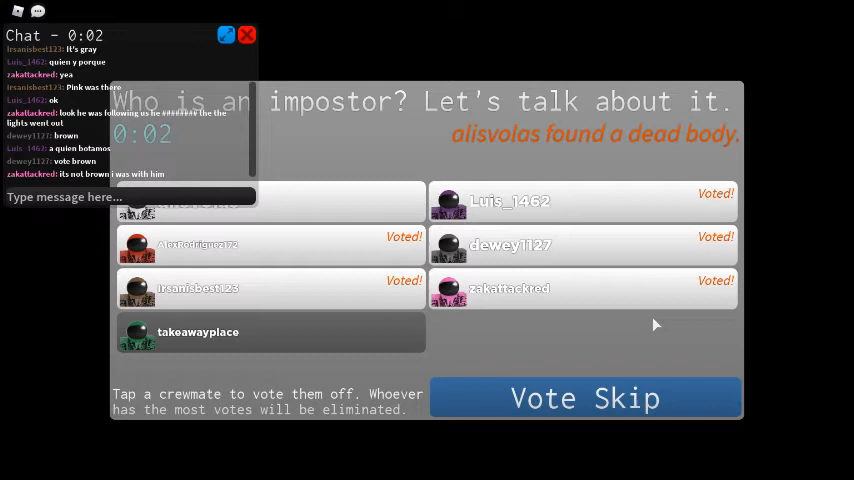 Chat - 0:02
Irsanisbest123: It's gray
Luis_1462: quien y porque
zakattackred: yea
Irsanisbest123: Pink was there
Luis_1462: ok
zakattackred: look he was following us he ######## the the
lights went out
dewey1127: brown
Luis_1462: a quien botamos
dewey1127: vote brown
zakattackred: its not brown i was with him
Type message here...
Who is an impostor? Let's talk about it.
0:02
alisvolas found a dead body.
Luis_1462
Voted!
AlexRodriguez172
Voted!
dewey1127
Voted!
Irsanisbest123
Voted!
zakattackred
Voted!
takeawayplace
Tap a crewmate to vote them off. Whoever
has the most votes will be eliminated.
Vote Skip